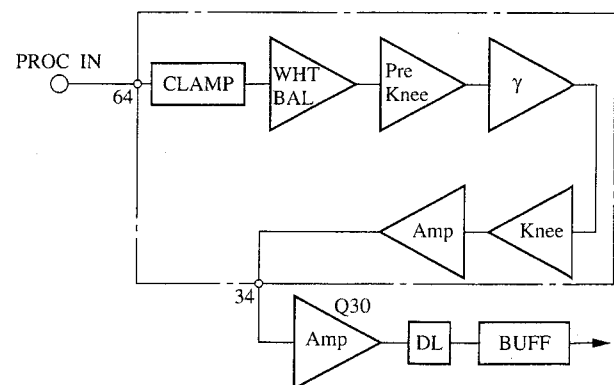 PROC IN
64
CLAMP
WHT
BAL
Pre
Knee
γ
Amp
Knee
34
Q30
Amp
DL
BUFF